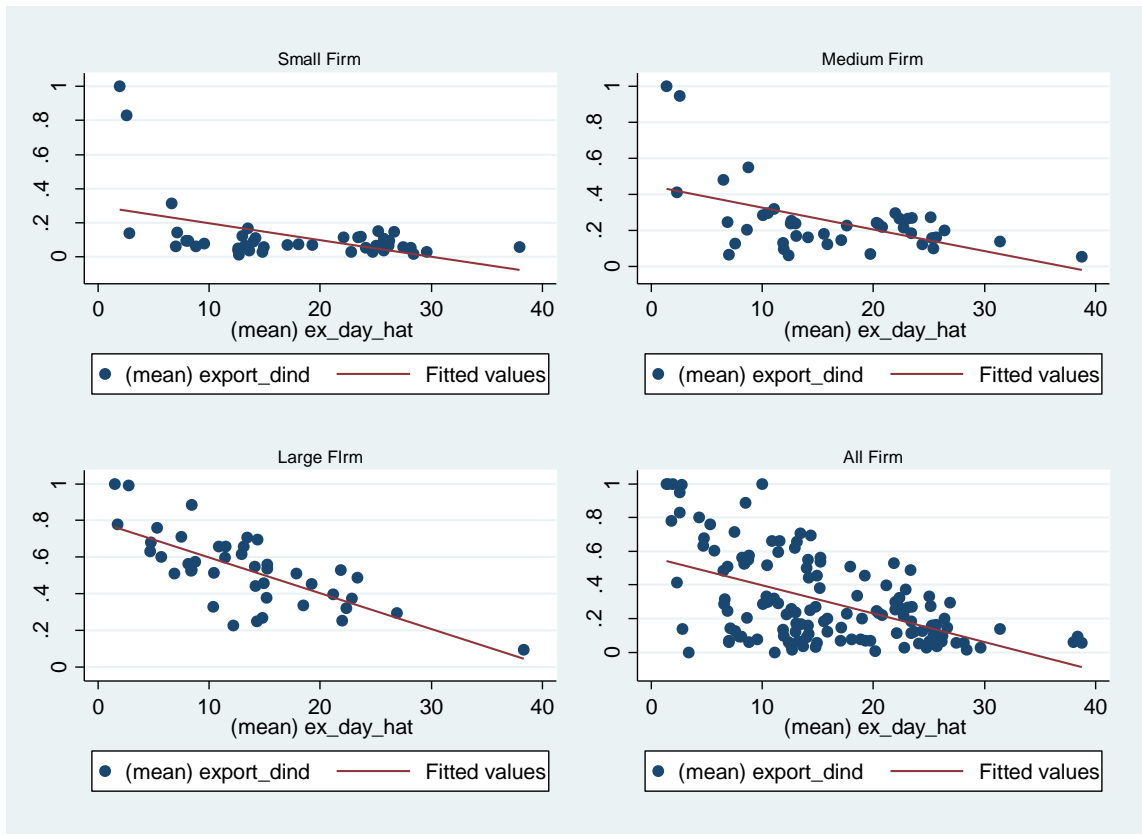 Small Firm
1
.8
.6
.4
.2
0
0 10 20 30 40
(mean) ex_day_hat
(mean) export_dind Fitted values
Medium Firm
1
.8
.6
.4
.2
0
0 10 20 30 40
(mean) ex_day_hat
(mean) export_dind Fitted values
Large FIrm
1
.8
.6
.4
.2
0
0 10 20 30 40
(mean) ex_day_hat
(mean) export_dind Fitted values
All Firm
1
.8
.6
.4
.2
0
0 10 20 30 40
(mean) ex_day_hat
(mean) export_dind Fitted values